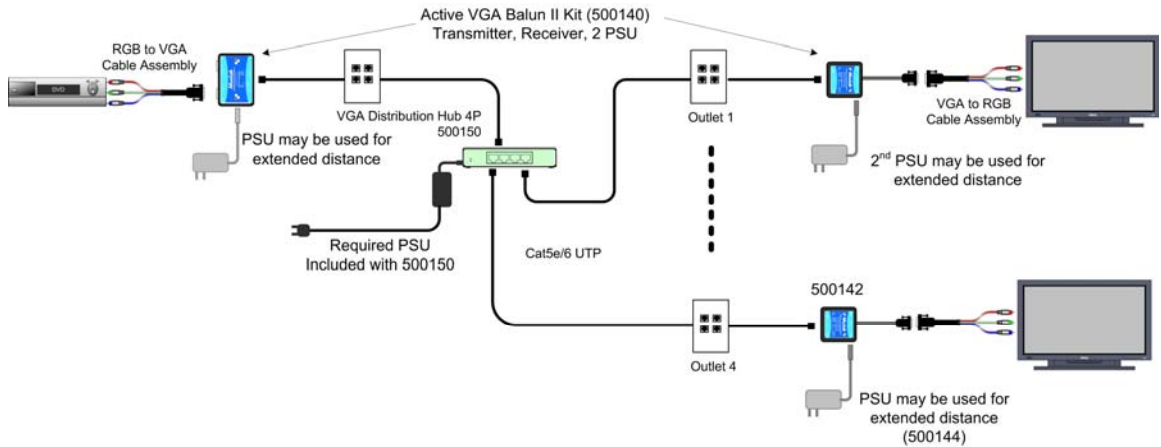 Active VGA Balun II Kit (500140)
Transmitter, Receiver, 2 PSU
RGB to VGA
Cable Assembly
DVD
PSU may be used for
extended distance
VGA Distribution Hub 4P
500150
Required PSU
Included with 500150
Cat5e/6 UTP
Outlet 1
VGA to RGB
Cable Assembly
2nd PSU may be used for
extended distance
500142
Outlet 4
PSU may be used for
extended distance
(500144)